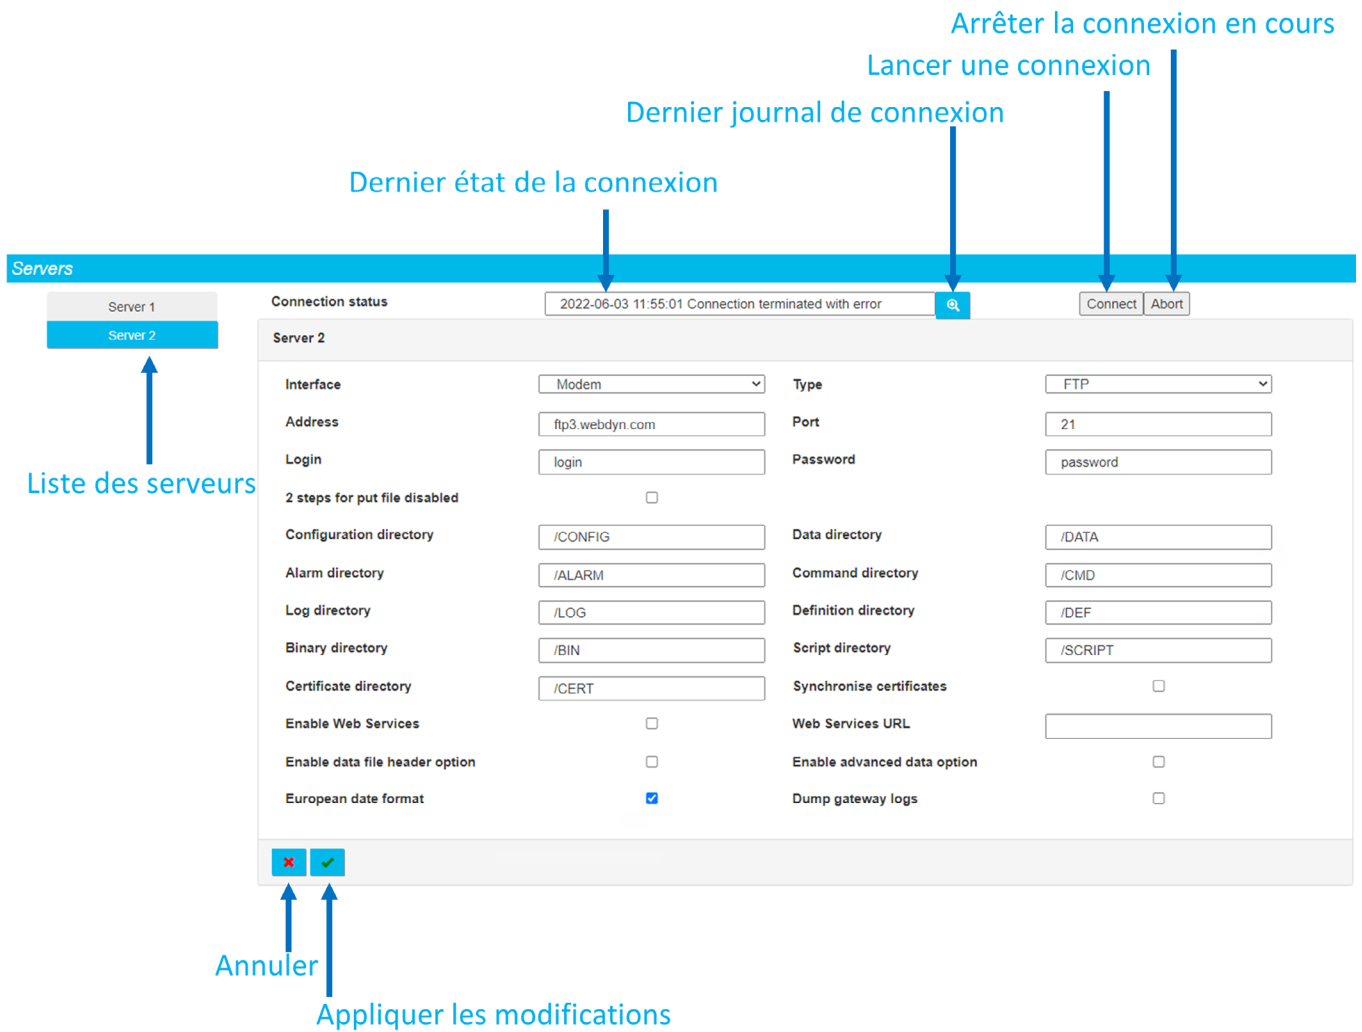 Arrêter la connexion en cours
Lancer une connexion
Dernier journal de connexion
Dernier état de la connexion
Servers
Server 1
Server 2
Liste des serveurs
Connection status 2022-06-03 11:55:01 Connection terminated with error Connect Abort
Server 2
Interface Modem Type FTP
Address ftp3.webdyn.com Port 21
Login login Password password
2 steps for put file disabled
Configuration directory /CONFIG Data directory /DATA
Alarm directory /ALARM Command directory /CMD
Log directory /LOG Definition directory /DEF
Binary directory /BIN Script directory /SCRIPT
Certificate directory /CERT Synchronise certificates
Enable Web Services Web Services URL
Enable data file header option Enable advanced data option
European date format Dump gateway logs
Annuler
Appliquer les modifications